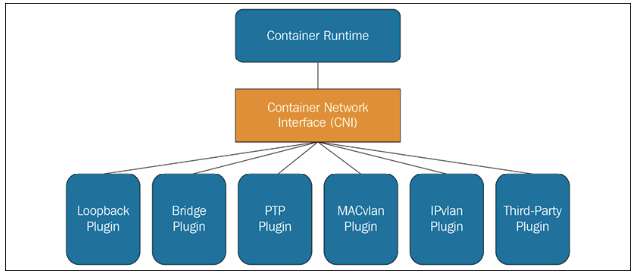 Container Runtime
Container Network
Interface (CNI)
Loopback
Plugin
Bridge
Plugin
PTP
Plugin
MACvlan
Plugin
IPvlan
Plugin
Third-Party
Plugin